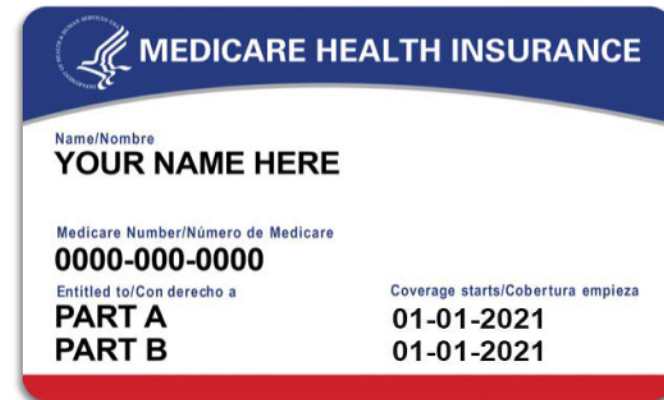 MEDICARE HEALTH INSURANCE
Name/Nombre
YOUR NAME HERE
Medicare Number/Número de Medicare
0000-000-0000
Entitled to/Con derecho a
Coverage starts/Cobertura empieza
PART A
01-01-2021
PART B
01-01-2021